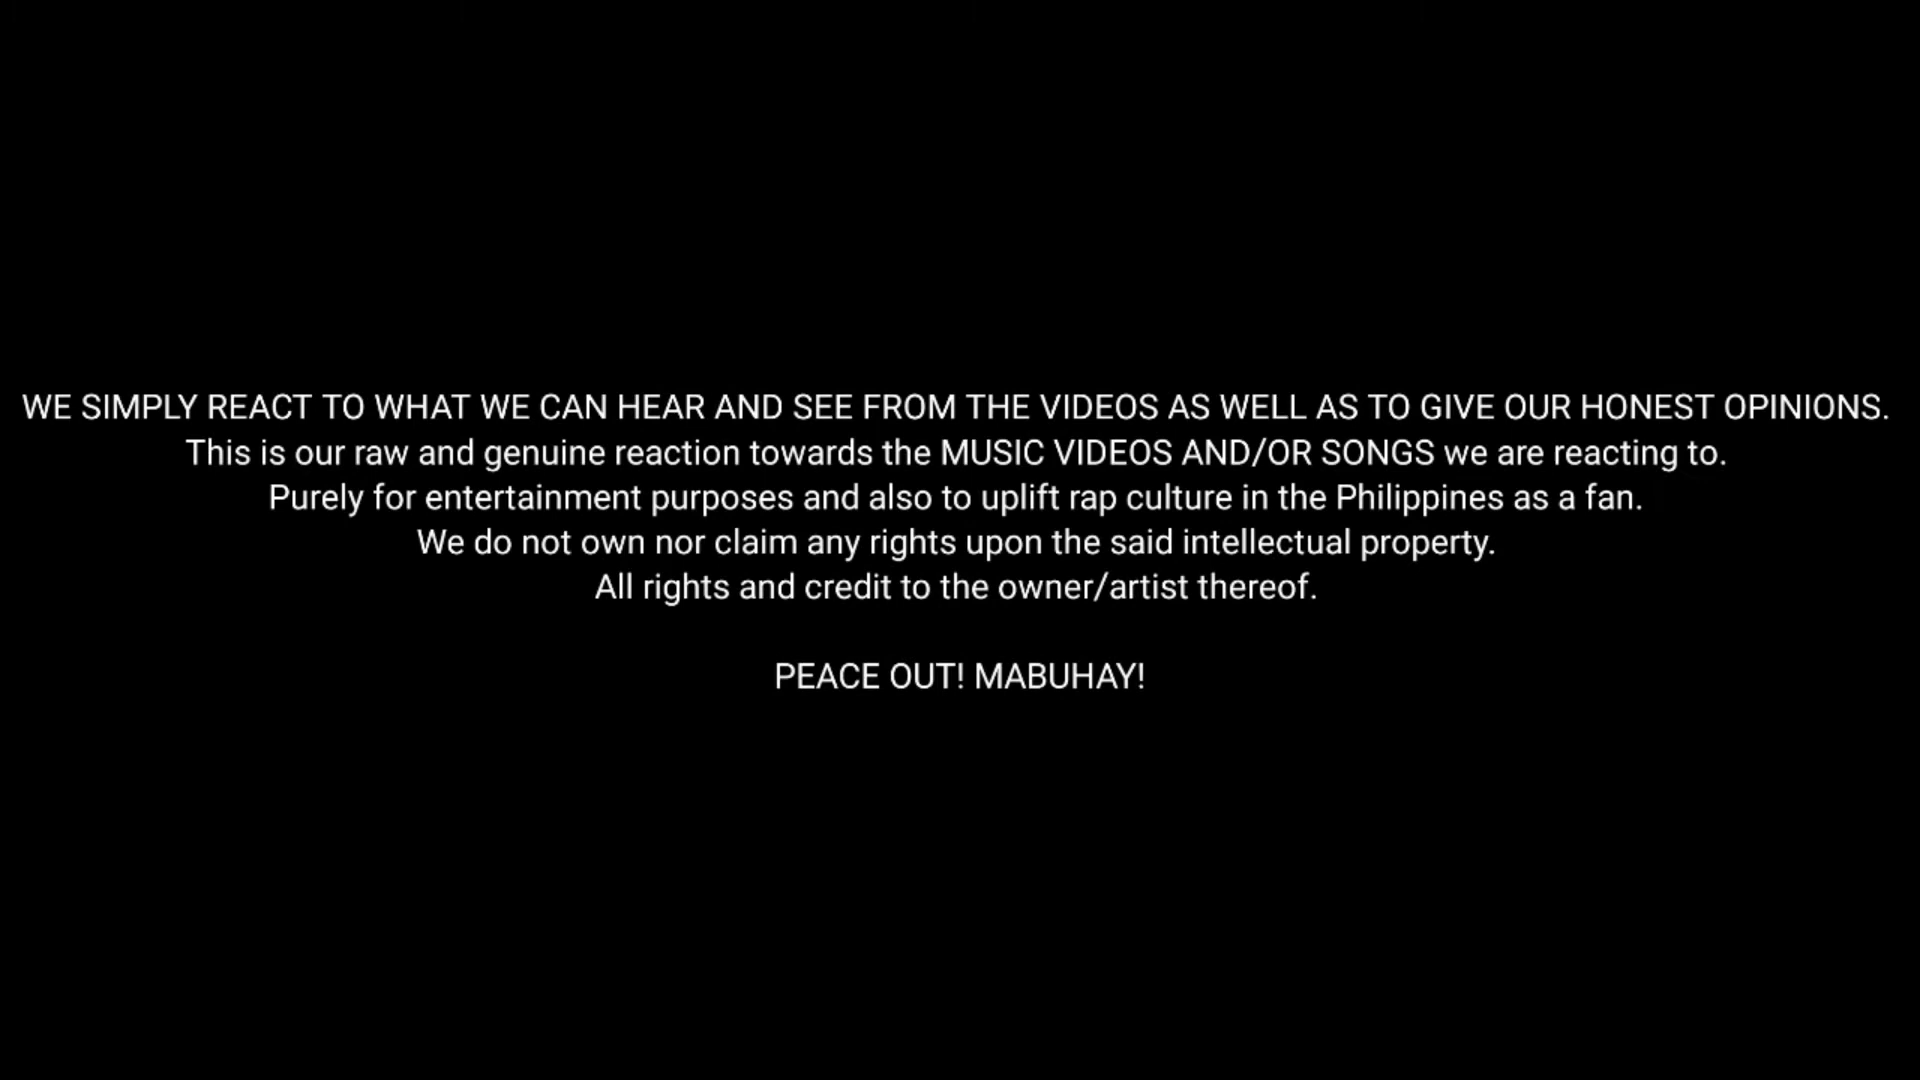 WE SIMPLY REACT TO WHAT WE CAN HEAR AND SEE FROM THE VIDEOS AS WELL AS TO GIVE OUR HONEST OPINIONS.
This is our raw and genuine reaction towards the MUSIC VIDEOS AND/OR SONGS we are reacting to.
Purely for entertainment purposes and also to uplift rap culture in the Philippines as a fan.
We do not own nor claim any rights upon the said intellectual property.
All rights and credit to the owner/artist thereof.
PEACE OUT! MABUHAY!